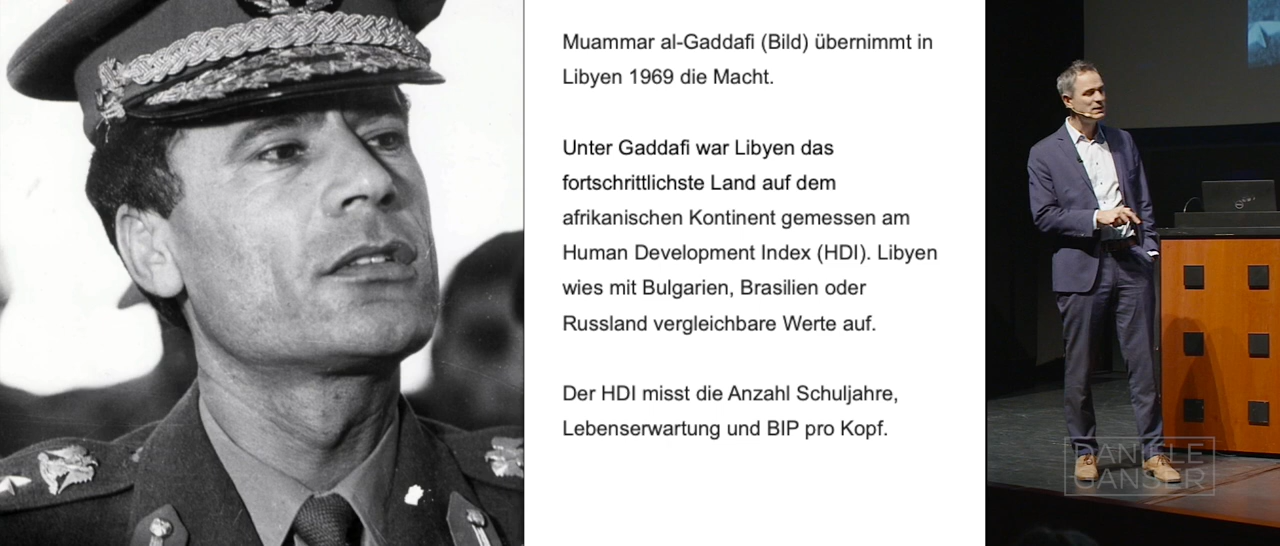 Muammar al-Gaddafi (Bild) übernimmt in
Libyen 1969 die Macht.
Unter Gaddafi war Libyen das
fortschrittlichste Land auf dem
afrikanischen Kontinent gemessen am
Human Development Index (HDI). Libyen
wies mit Bulgarien, Brasilien oder
Russland vergleichbare Werte auf.
Der HDI misst die Anzahl Schuljahre,
Lebenserwartung und BIP pro Kopf.
DANIELE
GANSER